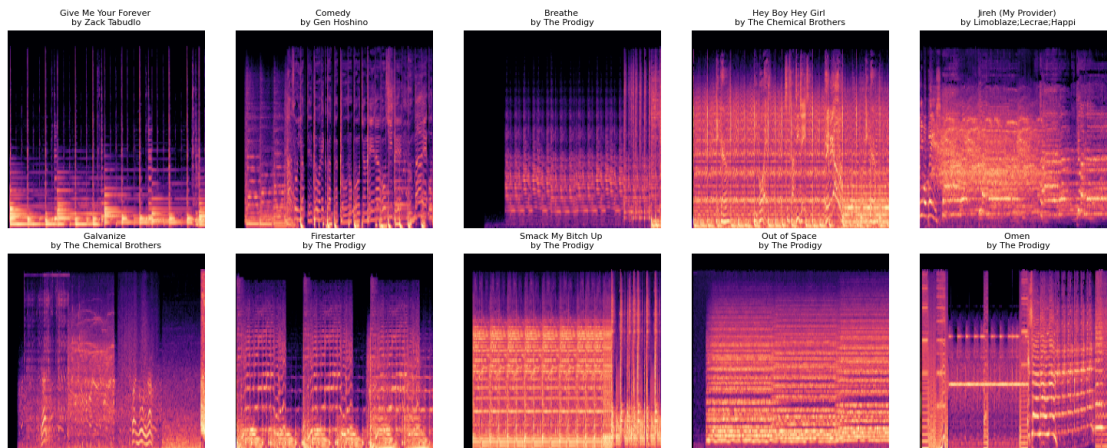 Give Me Your Forever
by Zack Tabudlo
Comedy
by Gen Hoshino
Breathe
by The Prodigy
Hey Boy Hey Girl
by The Chemical Brothers
Jireh (My Provider)
by Limoblaze;Lecrae;Happi
Galvanize
by The Chemical Brothers
Firestarter
by The Prodigy
Smack My Bitch Up
by The Prodigy
Out of Space
by The Prodigy
Omen
by The Prodigy